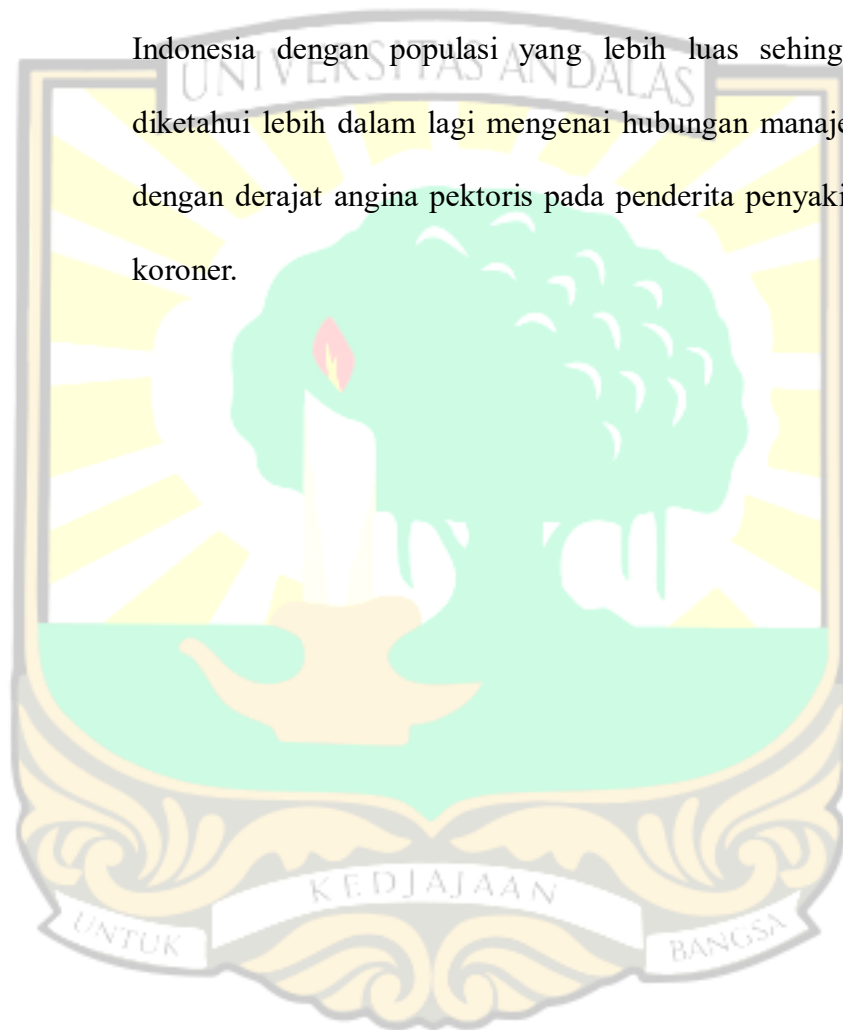 Indonesia dengan populasi yang lebih luas sehing
UNIVERSITAS ANDALAS
diketahui lebih dalam lagi mengenai hubungan manaje
dengan derajat angina pektoris pada penderita penyaki
koroner.
KEDJAJAAN
UNTUK BANGSA